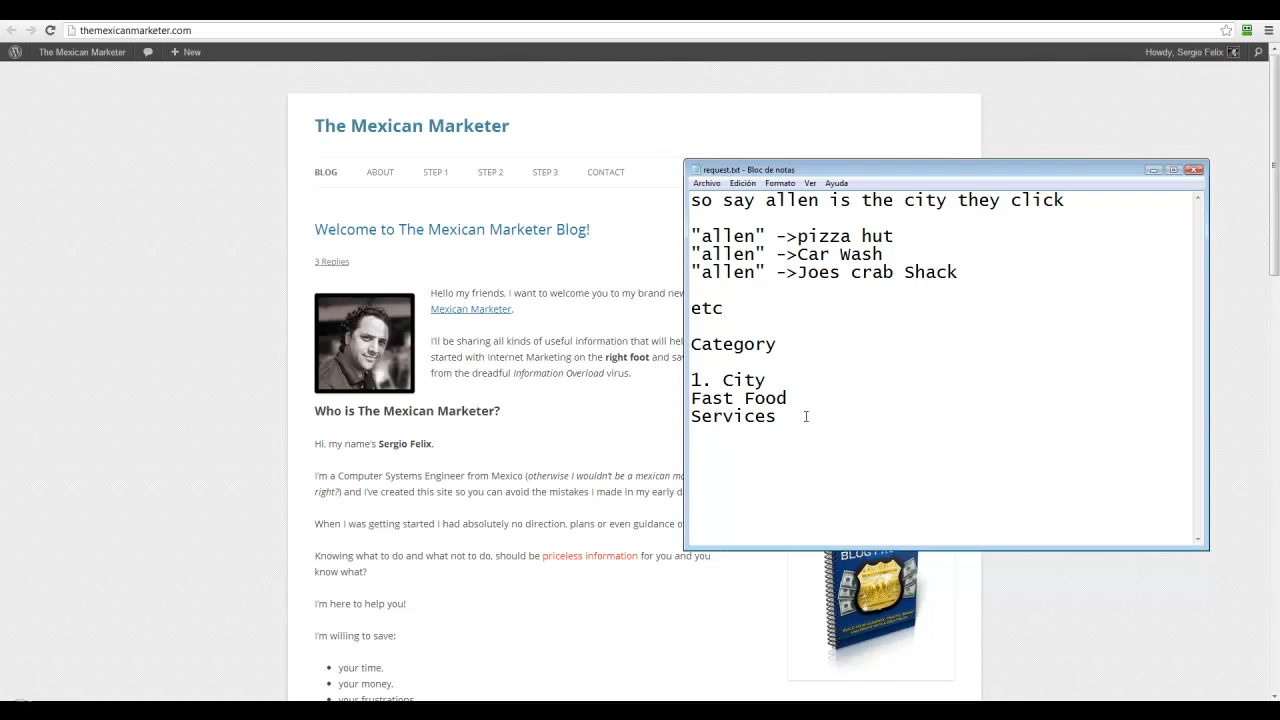 themexicanmarketer.com
The Mexican Marketer
New
Howdy, Sergio Felix
The Mexican Marketer
BLOG ABOUT STEP 1 STEP 2 STEP 3 CONTACT
Welcome to The Mexican Marketer Blog!
3 Replies
Hello my friends, I want to welcome you to my brand new
Mexican Marketer.
I'll be sharing all kinds of useful information that will
started with Internet Marketing on the right foot and
from the dreadful Information Overload virus.
Who is The Mexican Marketer?
Hi, my name's Sergio Felix.
I'm a Computer Systems Engineer from Mexico (otherwise I wouldn't be a mexican
right?) and I've created this site so you can avoid the mistakes I made in my early
When I was getting started I had absolutely no direction, plans or even guidance
Knowing what to do and what not to do, should be priceless information for you and you
know what?
I'm here to help you!
I'm willing to save:
your time,
your money,
your frustrations
request.txt - Bloc de notas
Archivo Edición Formato Ver Ayuda
so say allen is the city they click
"allen" ->pizza hut
"allen" ->Car Wash
"allen" ->Joes crab Shack
etc
Category
1. City
Fast Food
Services